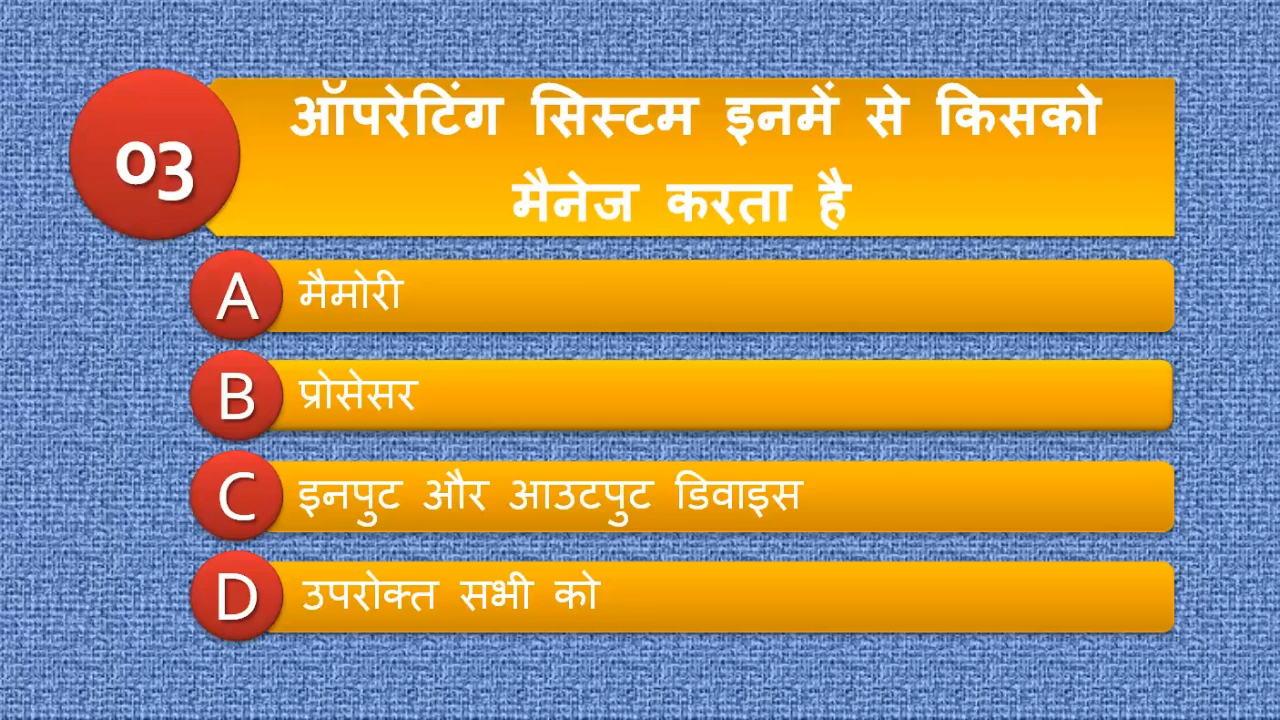 03
ऑपरेटिंग सिस्टम इनमें से किसको
मैनेज करता है
A मैमोरी
B प्रोसेसर
C इनपुट और आउटपुट डिवाइस
D उपरोक्त सभी को